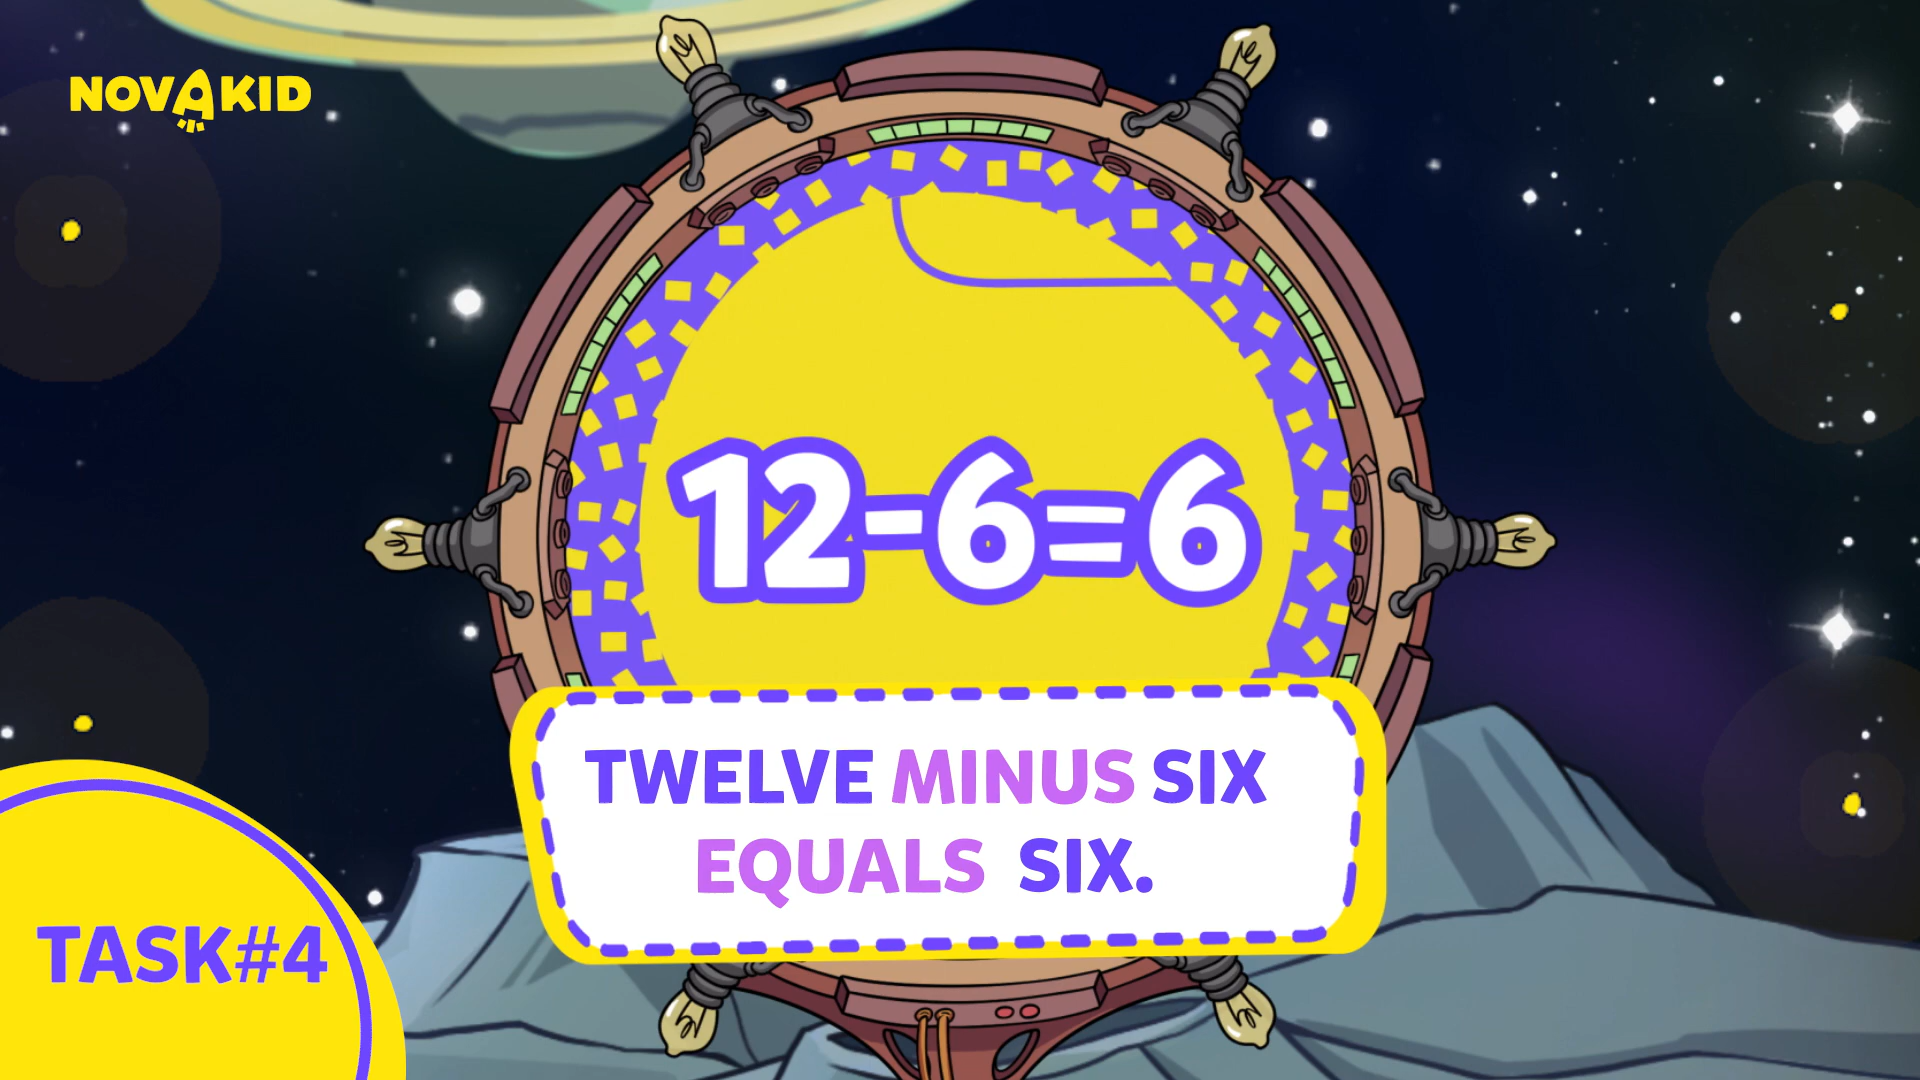 NOVAKID
12-6=6
TWELVE MINUS SIX
EQUALS SIX.
TASK#4